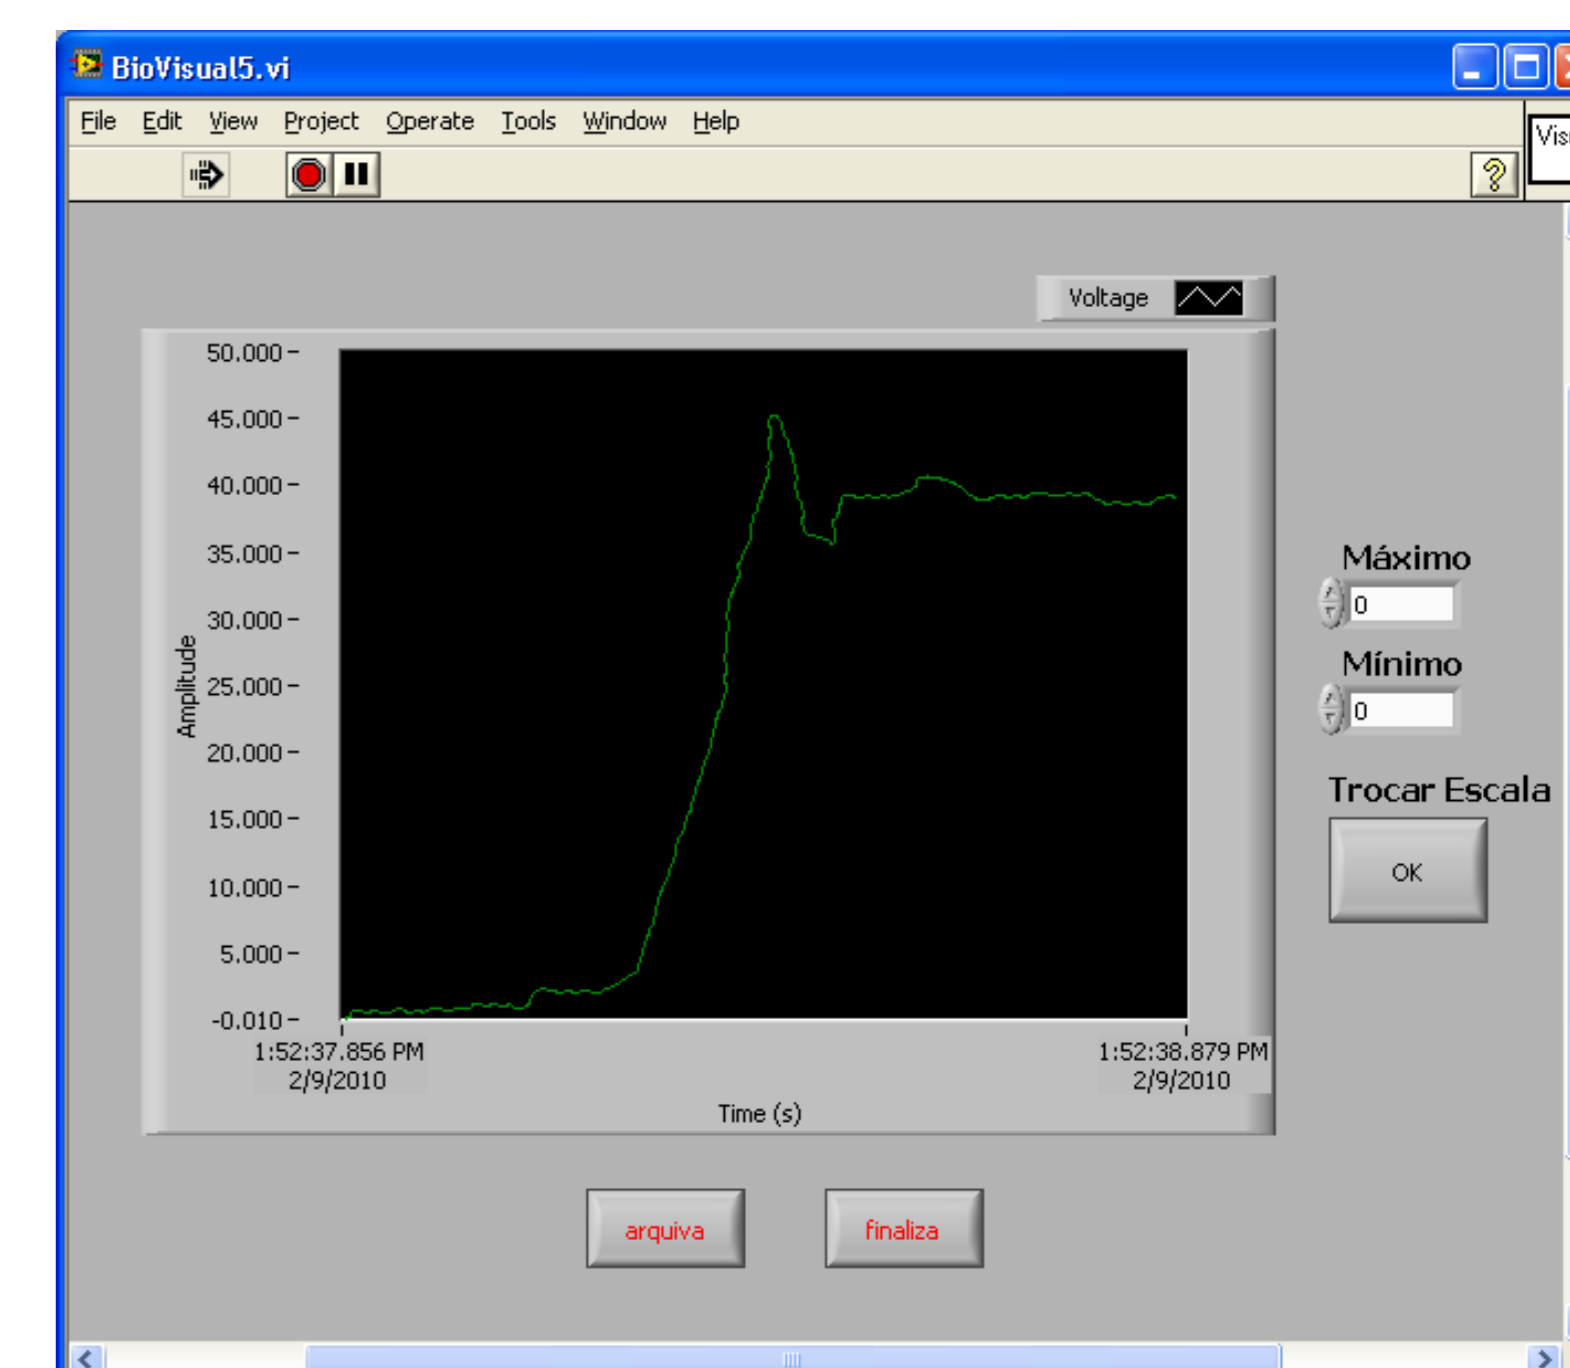 BioVisual5.vi
File Edit View Project Operate Tools Window Help
Voltage
50.000
45.000
40.000
35.000
30.000
25.000
20.000
15.000
10.000
5.000
-0.010
Amplitude
1:52:37.856 PM
2/9/2010
1:52:38.879 PM
2/9/2010
Time (s)
Máximo
0
Mínimo
0
Trocar Escala
OK
arquiva
finaliza